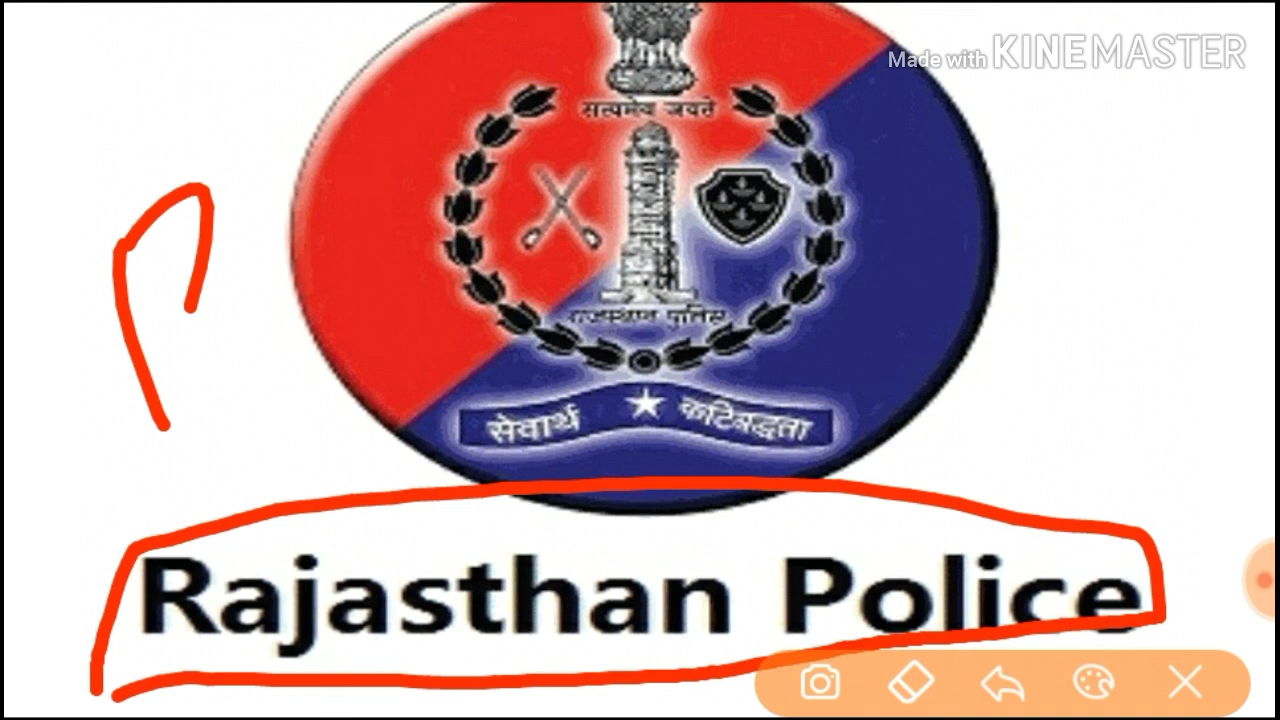 Made with KINEMASTER
सत्यमेव जयते
राजस्थान पुलिस
सेवार्थ कटिबद्धता
Rajasthan Police